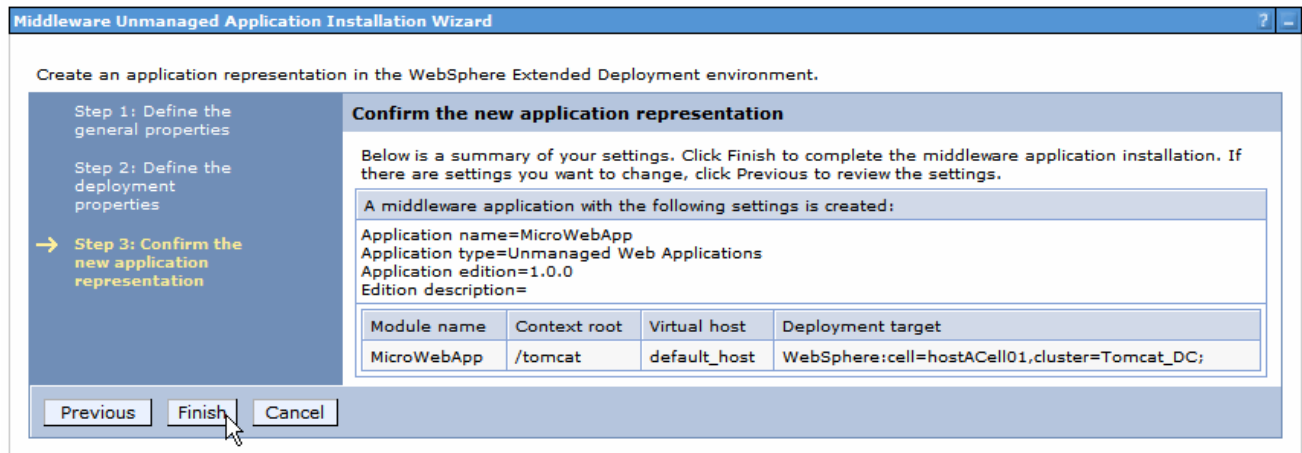 Middleware Unmanaged Application Installation Wizard ? –
Create an application representation in the WebSphere Extended Deployment environment.
Step 1: Define the
general properties
Step 2: Define the
deployment
properties
Step 3: Confirm the
new application
representation
Confirm the new application representation
Below is a summary of your settings. Click Finish to complete the middleware application installation. If
there are settings you want to change, click Previous to review the settings.
A middleware application with the following settings is created:
Application name=MicroWebApp
Application type=Unmanaged Web Applications
Application edition=1.0.0
Edition description=
Module name Context root Virtual host Deployment target
MicroWebApp /tomcat default_host WebSphere:cell=hostACell01,cluster=Tomcat_DC;
Previous Finish Cancel